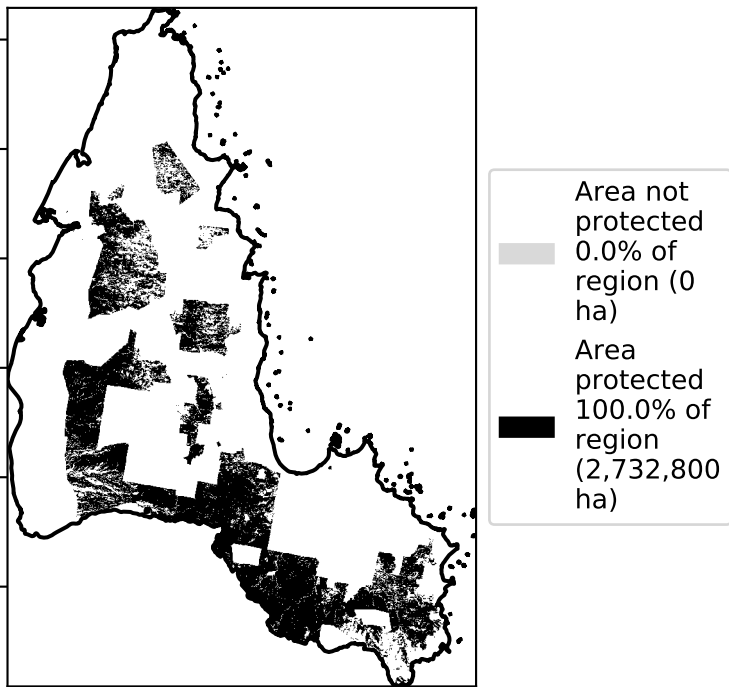 Area not
protected
0.0% of
region (0
ha)
Area
protected
100.0% of
region
(2,732,800
ha)